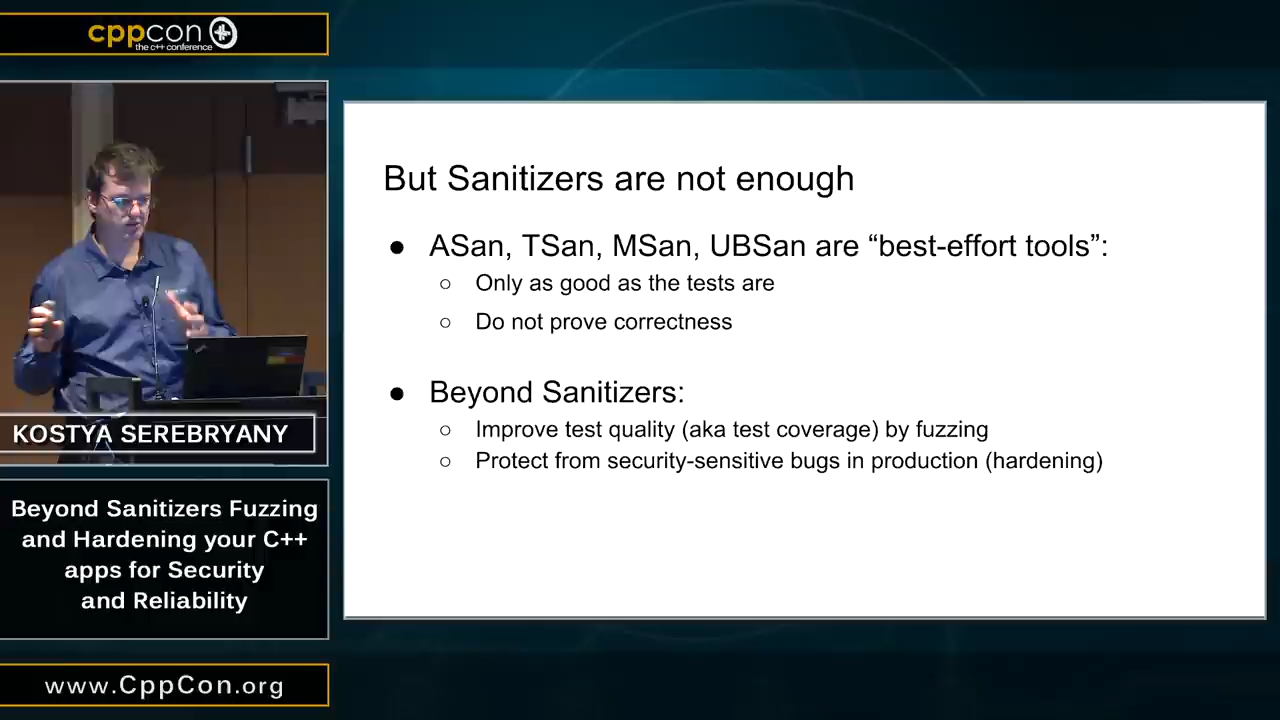 cppcon
the c++ conference
KOSTYA SEREBRYANY
Beyond Sanitizers Fuzzing
and Hardening your C++
apps for Security
and Reliability
www.CppCon.org
But Sanitizers are not enough
● ASan, TSan, MSan, UBSan are “best-effort tools”:
○ Only as good as the tests are
○ Do not prove correctness
● Beyond Sanitizers:
○ Improve test quality (aka test coverage) by fuzzing
○ Protect from security-sensitive bugs in production (hardening)